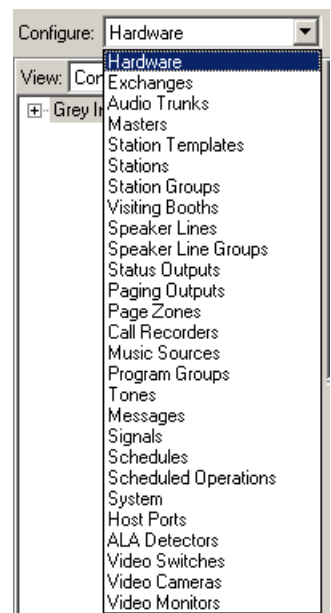 Configure: Hardware
Hardware
View: Con
Exchanges
Grey In
Audio Trunks
Masters
Station Templates
Stations
Station Groups
Visiting Booths
Speaker Lines
Speaker Line Groups
Status Outputs
Paging Outputs
Page Zones
Call Recorders
Music Sources
Program Groups
Tones
Messages
Signals
Schedules
Scheduled Operations
System
Host Ports
ALA Detectors
Video Switches
Video Cameras
Video Monitors